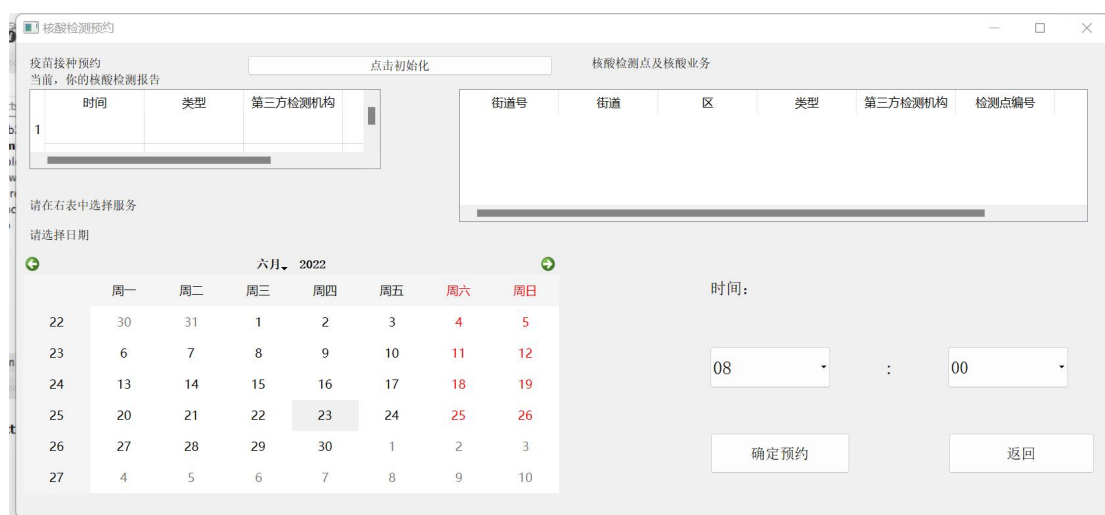 核酸检测预约
疫苗接种预约
点击初始化
核酸检测点及核酸业务
当前，你的核酸检测报告
时间 类型 第三方检测机构
1
街道号 街道 区 类型 第三方检测机构 检测点编号
请在右表中选择服务
请选择日期
六月 2022
周一 周二 周三 周四 周五 周六 周日
22 30 31 1 2 3 4 5
23 6 7 8 9 10 11 12
24 13 14 15 16 17 18 19
25 20 21 22 23 24 25 26
26 27 28 29 30 1 2 3
27 4 5 6 7 8 9 10
时间：
08 : 00
确定预约 返回